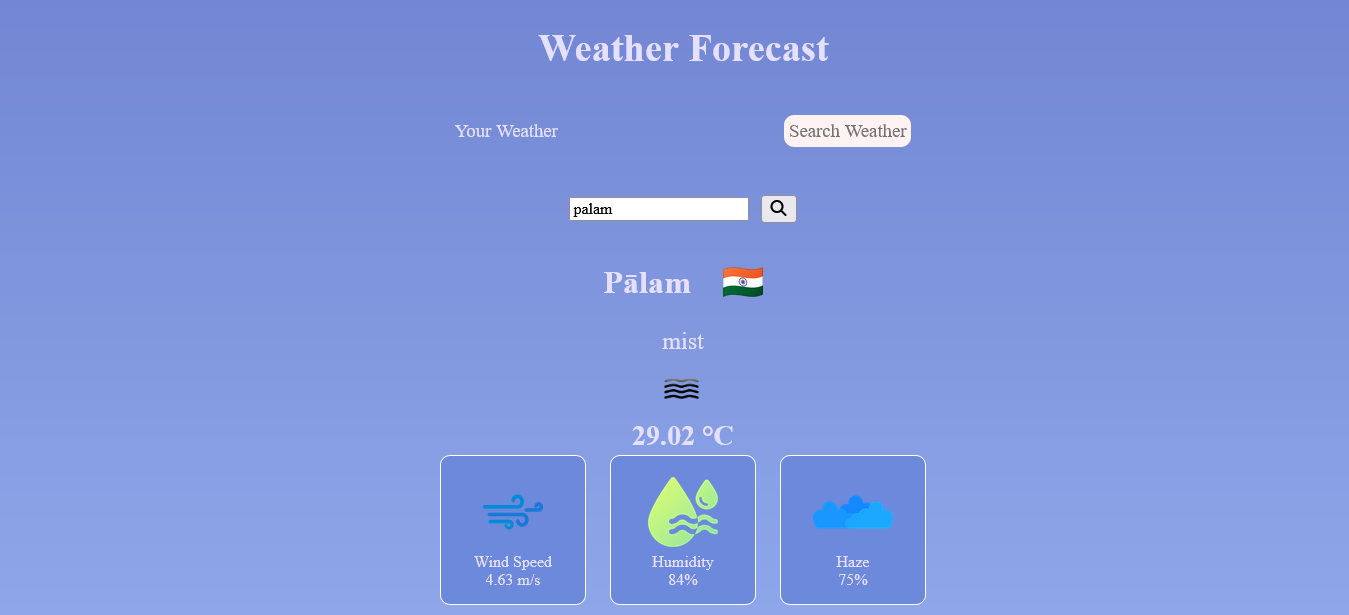 Weather Forecast
Your Weather
Search Weather
palam
Pālam
mist
29.02 °C
Wind Speed
4.63 m/s
Humidity
84%
Haze
75%